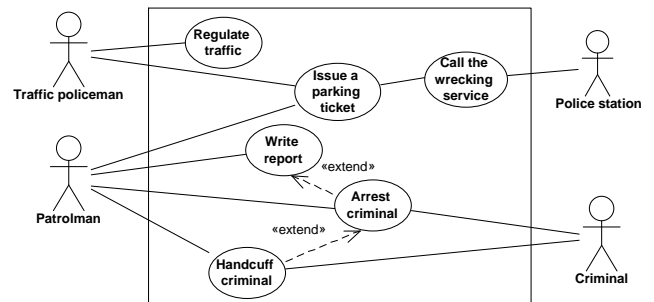 Regulate
traffic
Traffic policeman
Issue a
parking
ticket
Call the
wrecking
service
Police station
Write
report
«extend»
Patrolman
Arrest
criminal
«extend»
Handcuff
criminal
Criminal